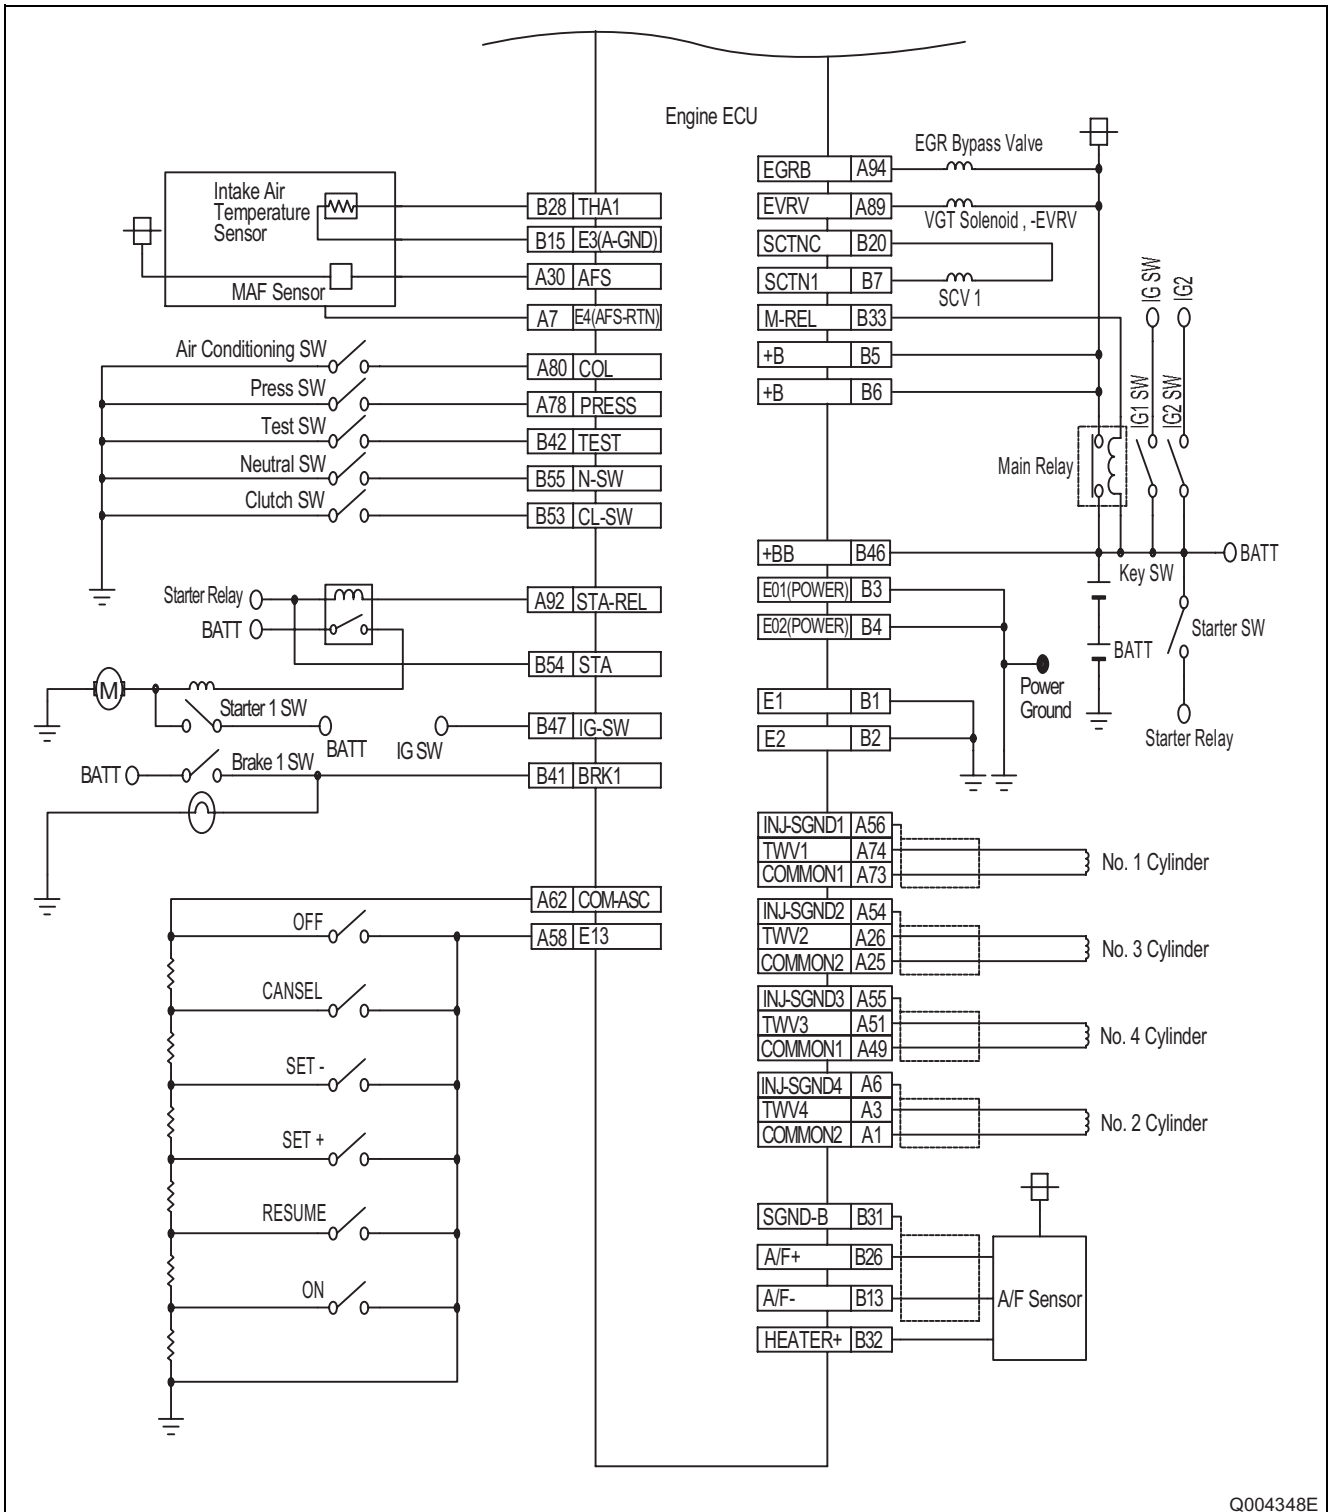 Engine ECU
Intake Air
Temperature
Sensor
MAF Sensor
B28 THA1
B15 E3(A-GND)
A30 AFS
A7 E4(AFS-RTN)
Air Conditioning SW
A80 COL
Press SW
A78 PRESS
Test SW
B42 TEST
Neutral SW
B55 N-SW
Clutch SW
B53 CL-SW
Starter Relay
A92 STA-REL
BATT
B54 STA
M
Starter 1 SW
BATT
IG SW
B47 IG-SW
BATT
Brake 1 SW
B41 BRK1
A62 COM-ASC
OFF
A58 E13
CANSEL
SET -
SET +
RESUME
ON
EGRB A94
EGR Bypass Valve
EVRV A89
VGT Solenoid , -EVRV
SCTNC B20
SCTN1 B7
SCV 1
M-REL B33
+B B5
+B B6
IG SW
IG2
IG1 SW
IG2 SW
Main Relay
+BB B46
BATT
Key SW
E01(POWER) B3
E02(POWER) B4
BATT
Starter SW
Power
Ground
Starter Relay
E1 B1
E2 B2
INJ-SGND1 A56
TWV1 A74
COMMON1 A73
No. 1 Cylinder
INJ-SGND2 A54
TWV2 A26
COMMON2 A25
No. 3 Cylinder
INJ-SGND3 A55
TWV3 A51
COMMON1 A49
No. 4 Cylinder
INJ-SGND4 A6
TWV4 A3
COMMON2 A1
No. 2 Cylinder
SGND-B B31
A/F+ B26
A/F- B13
HEATER+ B32
A/F Sensor
Q004348E